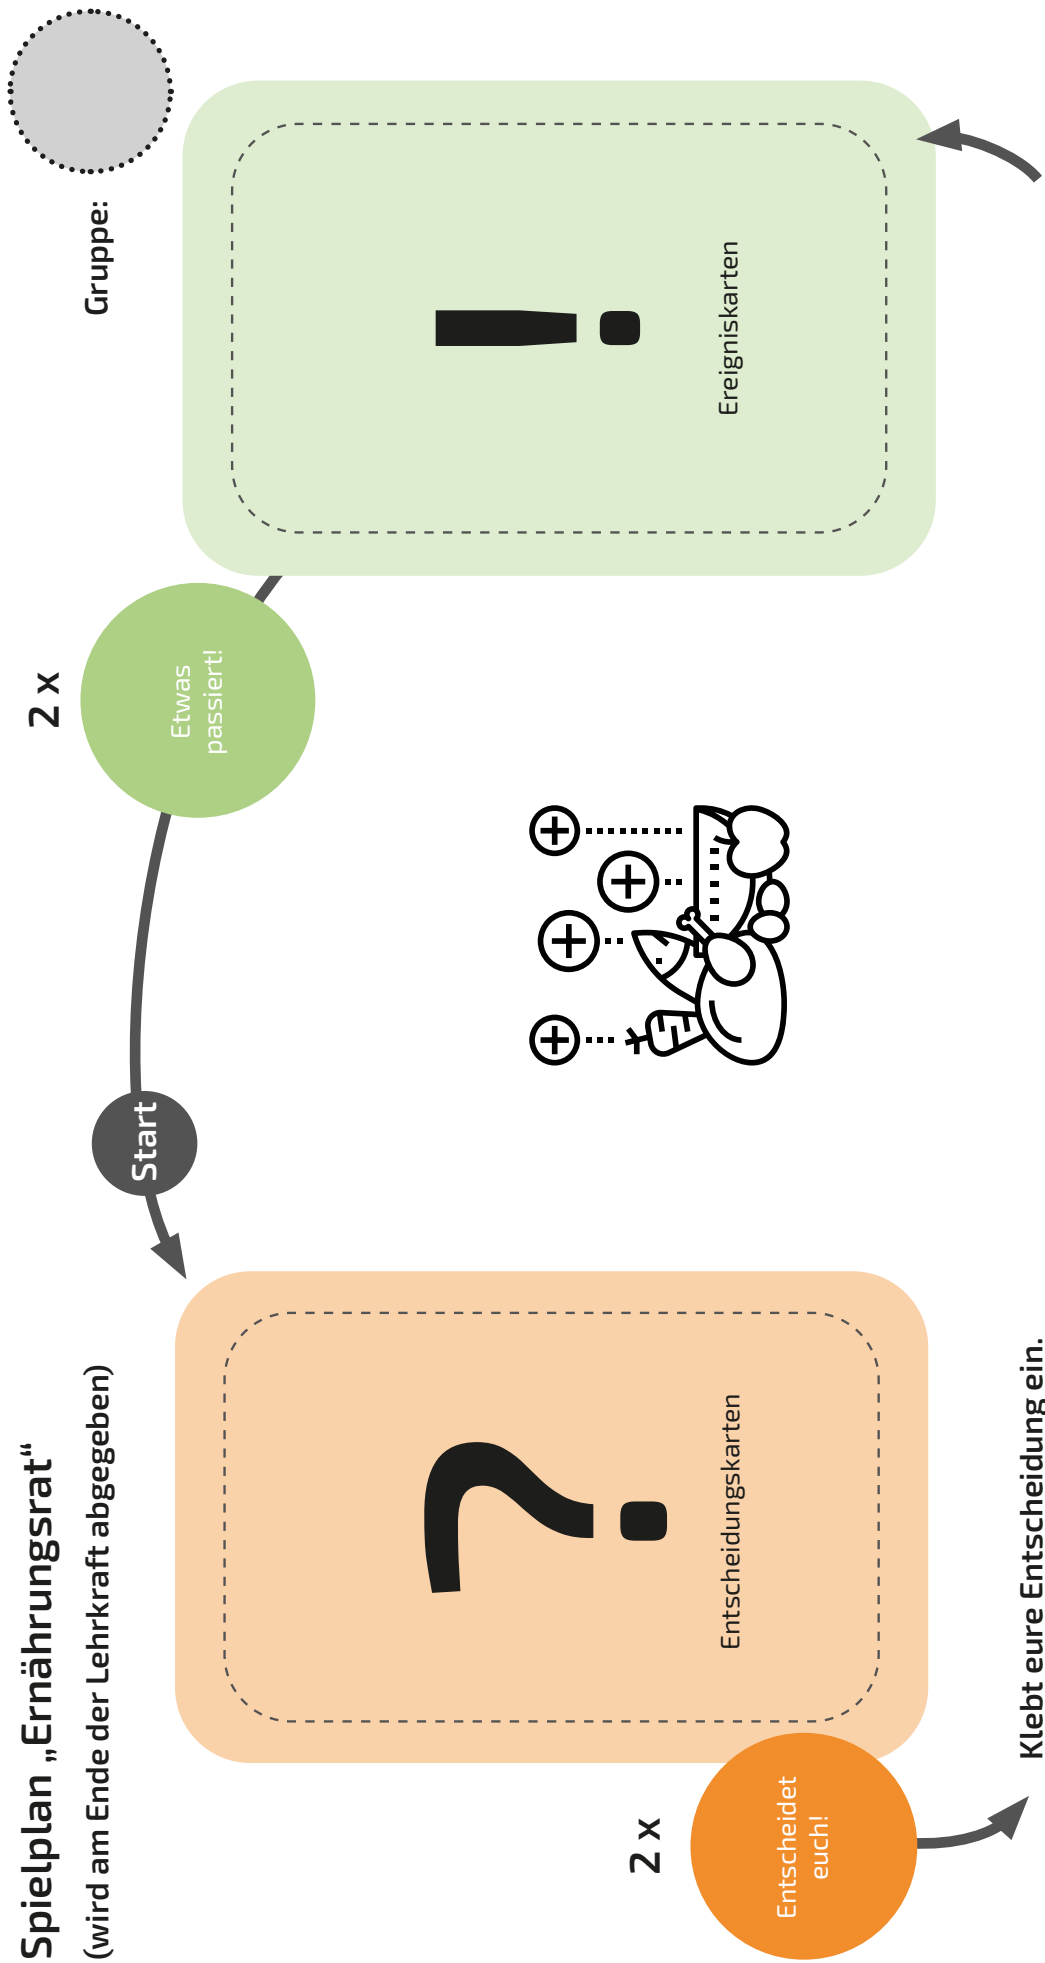 Spielplan „Ernährungsrat“
(wird am Ende der Lehrkraft abgegeben)
Gruppe:
Start
2 x
Etwas
passiert!
?
Entscheidungskarten
!
Ereigniskarten
2 x
Entscheidet
euch!
Klebt eure Entscheidung ein.